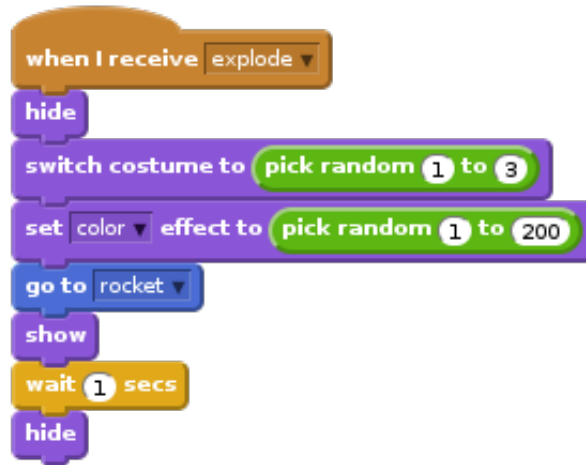 when I receive explode
hide
switch costume to pick random 1 to 3
set color effect to pick random 1 to 200
go to rocket
show
wait 1 secs
hide